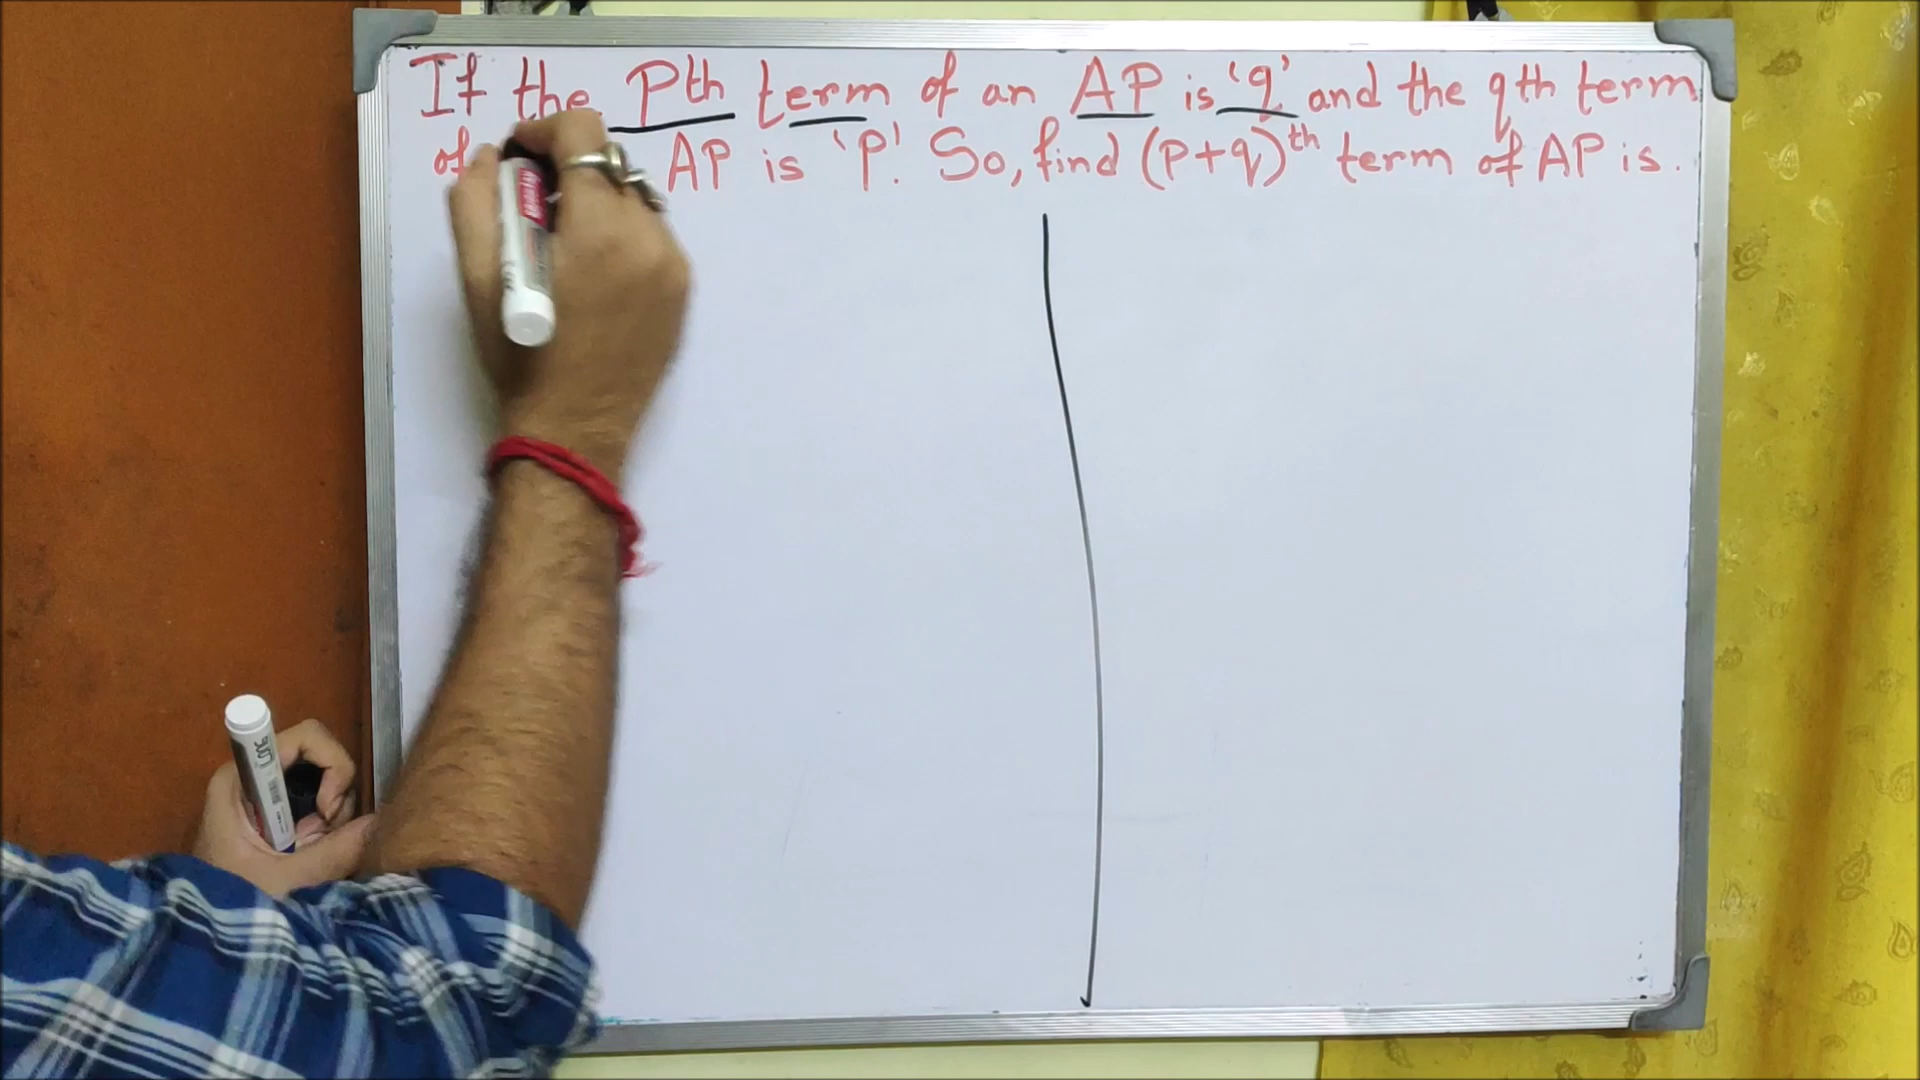 If the Pth term of an AP is ‘q’ and the qth term
of AP is ‘P’. So, find (p+q)th term of AP is.